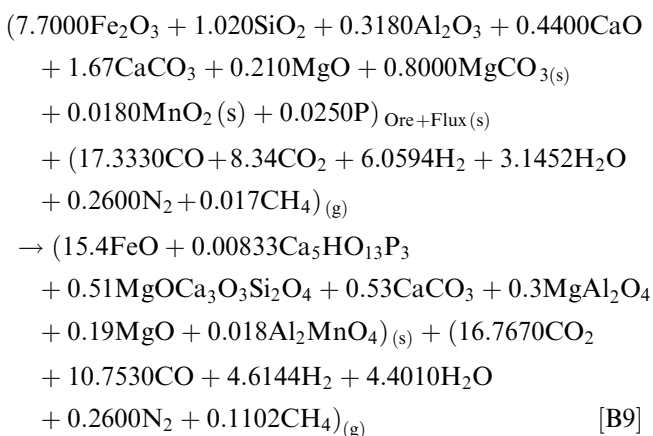 (7.7000Fe₂O₃ + 1.020SiO₂ + 0.3180Al₂O₃ + 0.4400CaO
+ 1.67CaCO₃ + 0.210MgO + 0.8000MgCO₃₍ₛ₎
+ 0.0180MnO₂ (s) + 0.0250P) Ore+Flux(s)
+ (17.3330CO + 8.34CO₂ + 6.0594H₂ + 3.1452H₂O
+ 0.2600N₂ + 0.017CH₄)(g)
→ (15.4FeO + 0.00833Ca₅HO₁₃P₃
+ 0.51MgOCa₃O₃Si₂O₄ + 0.53CaCO₃ + 0.3MgAl₂O₄
+ 0.19MgO + 0.018Al₂MnO₄)₍ₛ₎ + (16.7670CO₂
+ 10.7530CO + 4.6144H₂ + 4.4010H₂O
+ 0.2600N₂ + 0.1102CH₄)(g) [B9]